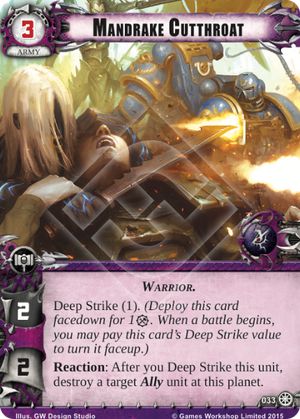 3
ARMY
MANDRAKE CUTTHROAT
WARRIOR.
2
Deep Strike (1). (Deploy this card
facedown for 1. When a battle begins,
you may pay this card's Deep Strike value
to turn it faceup.)
2
Reaction: After you Deep Strike this unit,
destroy a target Ally unit at this planet.
033
Illus. GW Design Studio
© Games Workshop Limited 2015